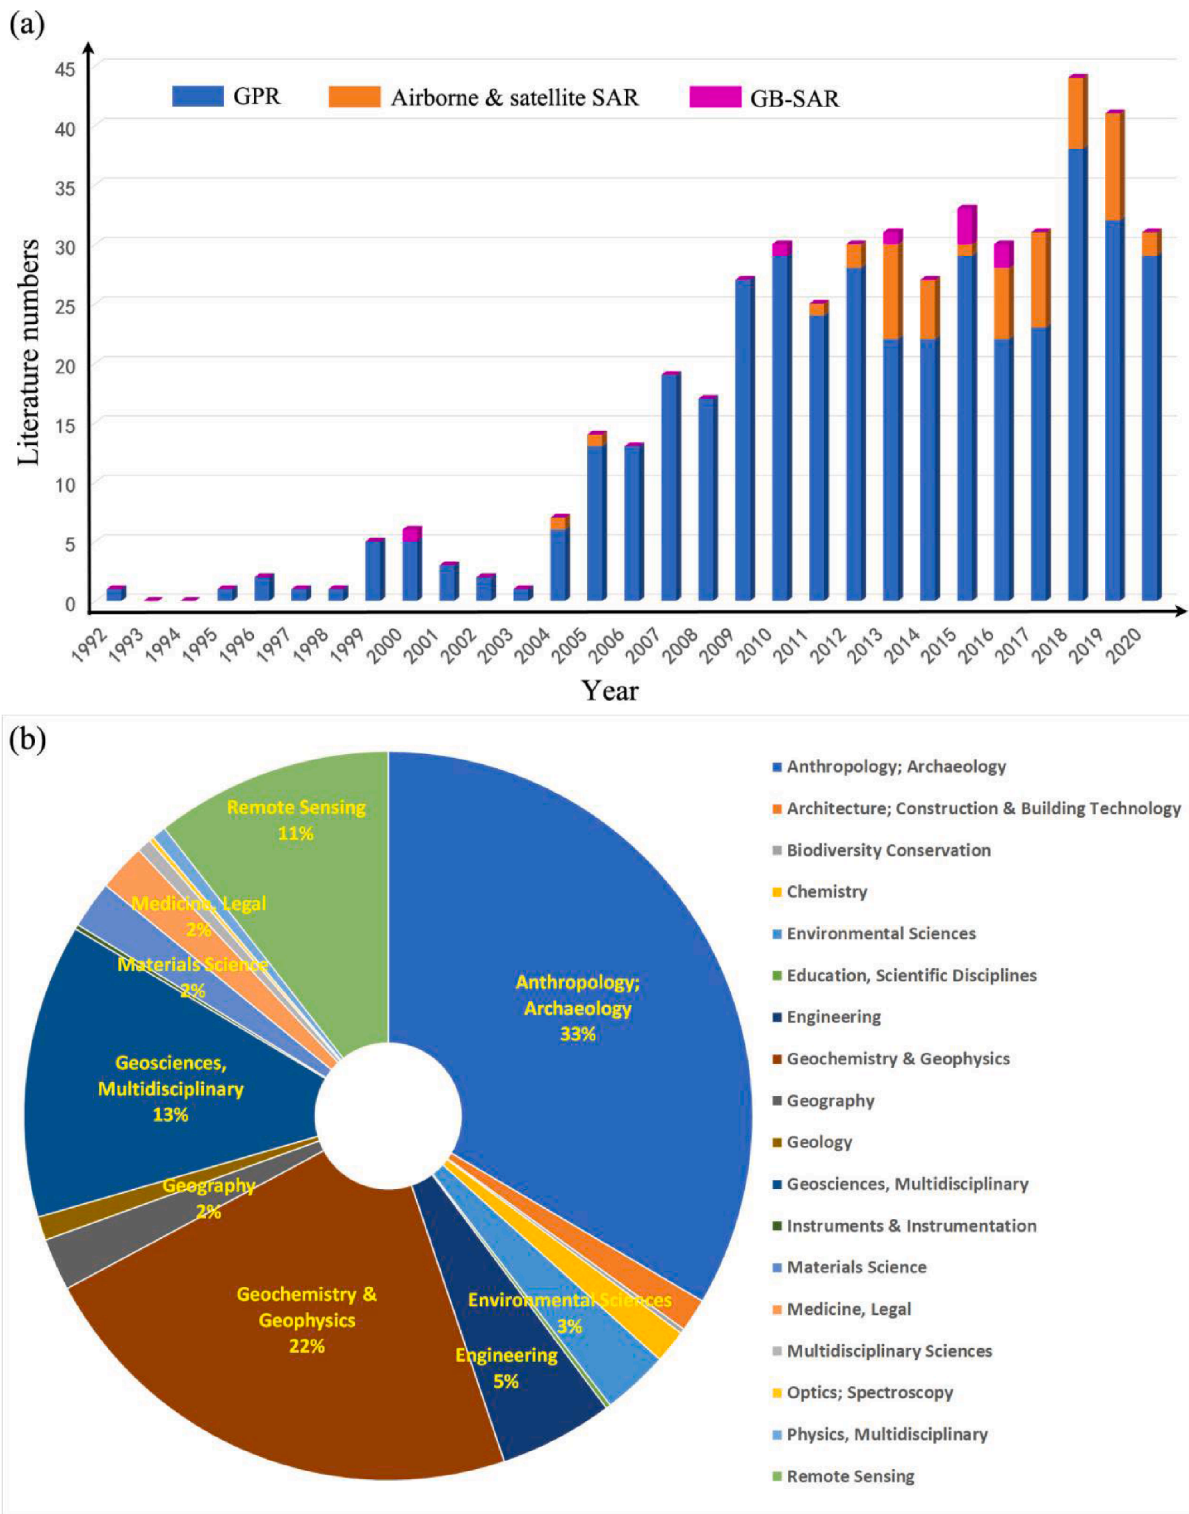 (a)
45
40
35
30
25
20
15
10
5
0
Literature numbers
GPR
Airborne & satellite SAR
GB-SAR
1992
1993
1994
1995
1996
1997
1998
1999
2000
2001
2002
2003
2004
2005
2006
2007
2008
2009
2010
2011
2012
2013
2014
2015
2016
2017
2018
2019
2020
Year
(b)
Remote Sensing
11%
Medicine, Legal
2%
Materials Science
2%
Geosciences,
Multidisciplinary
13%
Geography
2%
Geochemistry &
Geophysics
22%
Engineering
5%
Environmental Sciences
3%
Anthropology;
Archaeology
33%
Anthropology; Archaeology
Architecture; Construction & Building Technology
Biodiversity Conservation
Chemistry
Environmental Sciences
Education, Scientific Disciplines
Engineering
Geochemistry & Geophysics
Geography
Geology
Geosciences, Multidisciplinary
Instruments & Instrumentation
Materials Science
Medicine, Legal
Multidisciplinary Sciences
Optics; Spectroscopy
Physics, Multidisciplinary
Remote Sensing